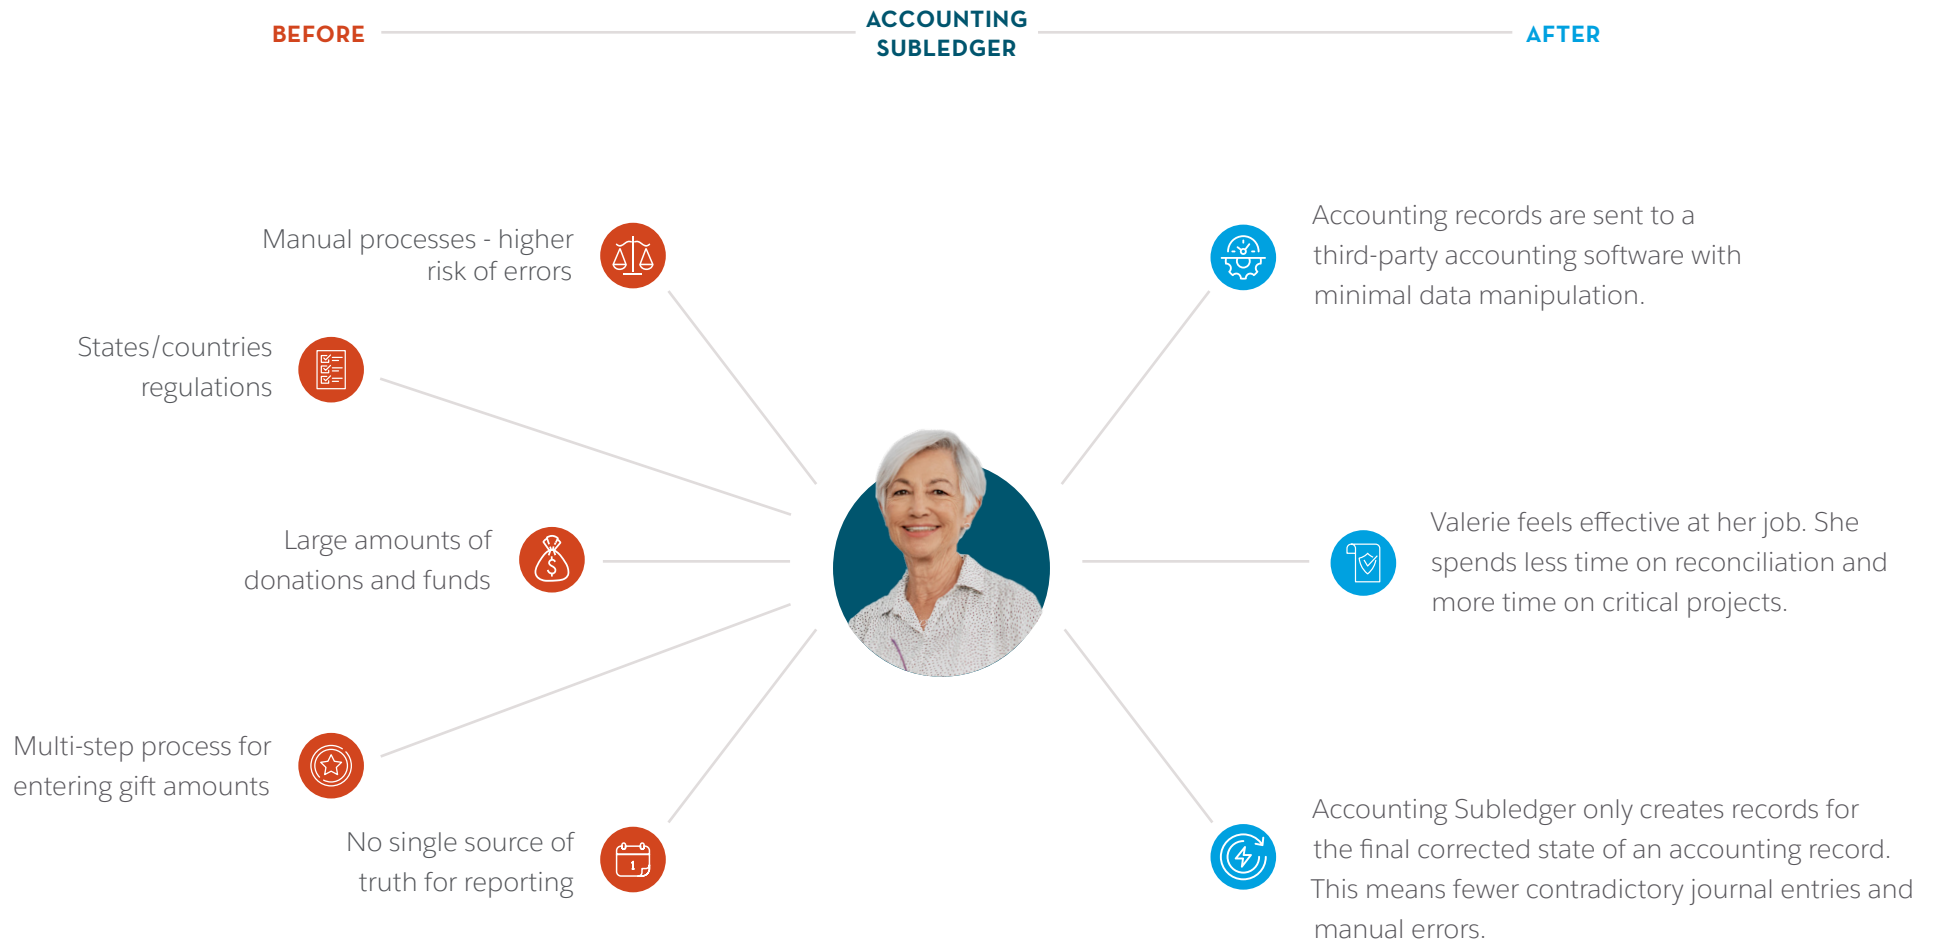 BEFORE
ACCOUNTING
SUBLEDGER
AFTER
Manual processes - higher
risk of errors
States/countries
regulations
Large amounts of
donations and funds
$
Multi-step process for
entering gift amounts
No single source of
truth for reporting
1
Accounting records are sent to a
third-party accounting software with
minimal data manipulation.
Valerie feels effective at her job. She
spends less time on reconciliation and
more time on critical projects.
Accounting Subledger only creates records for
the final corrected state of an accounting record.
This means fewer contradictory journal entries and
manual errors.